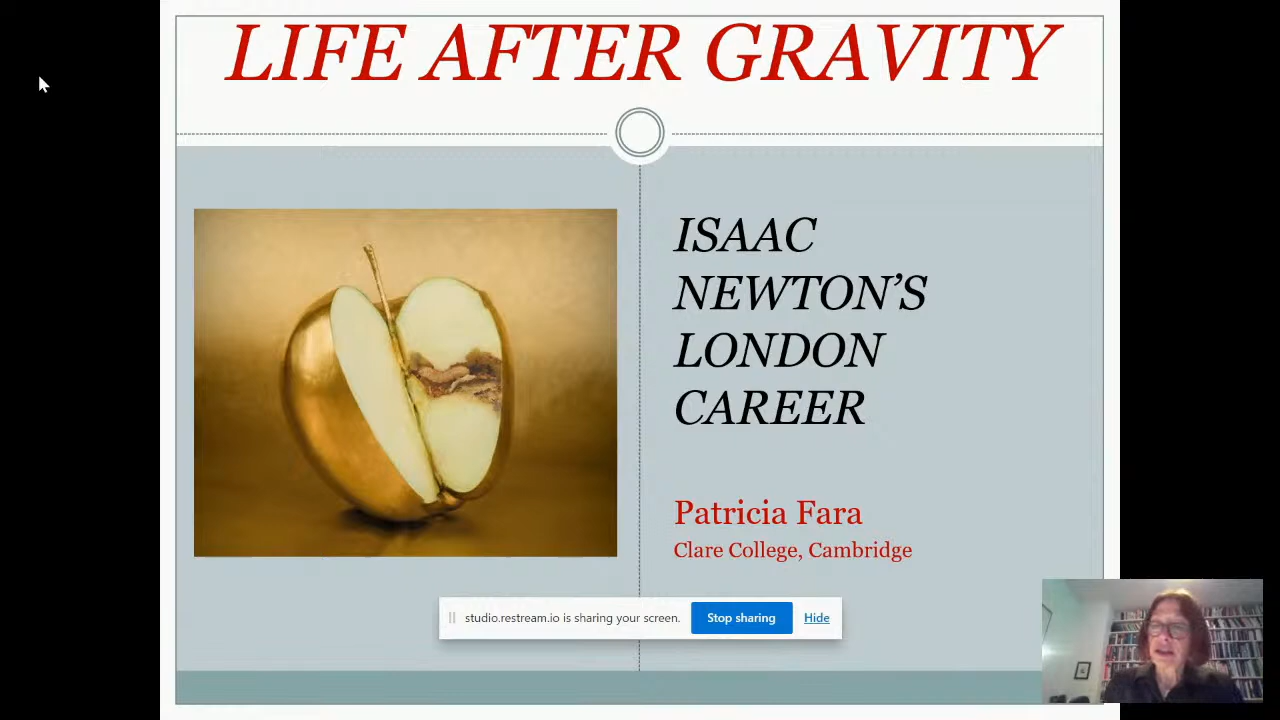 LIFE AFTER GRAVITY
ISAAC
NEWTON’S
LONDON
CAREER
Patricia Fara
Clare College, Cambridge
studio.restream.io is sharing your screen. Stop sharing Hide